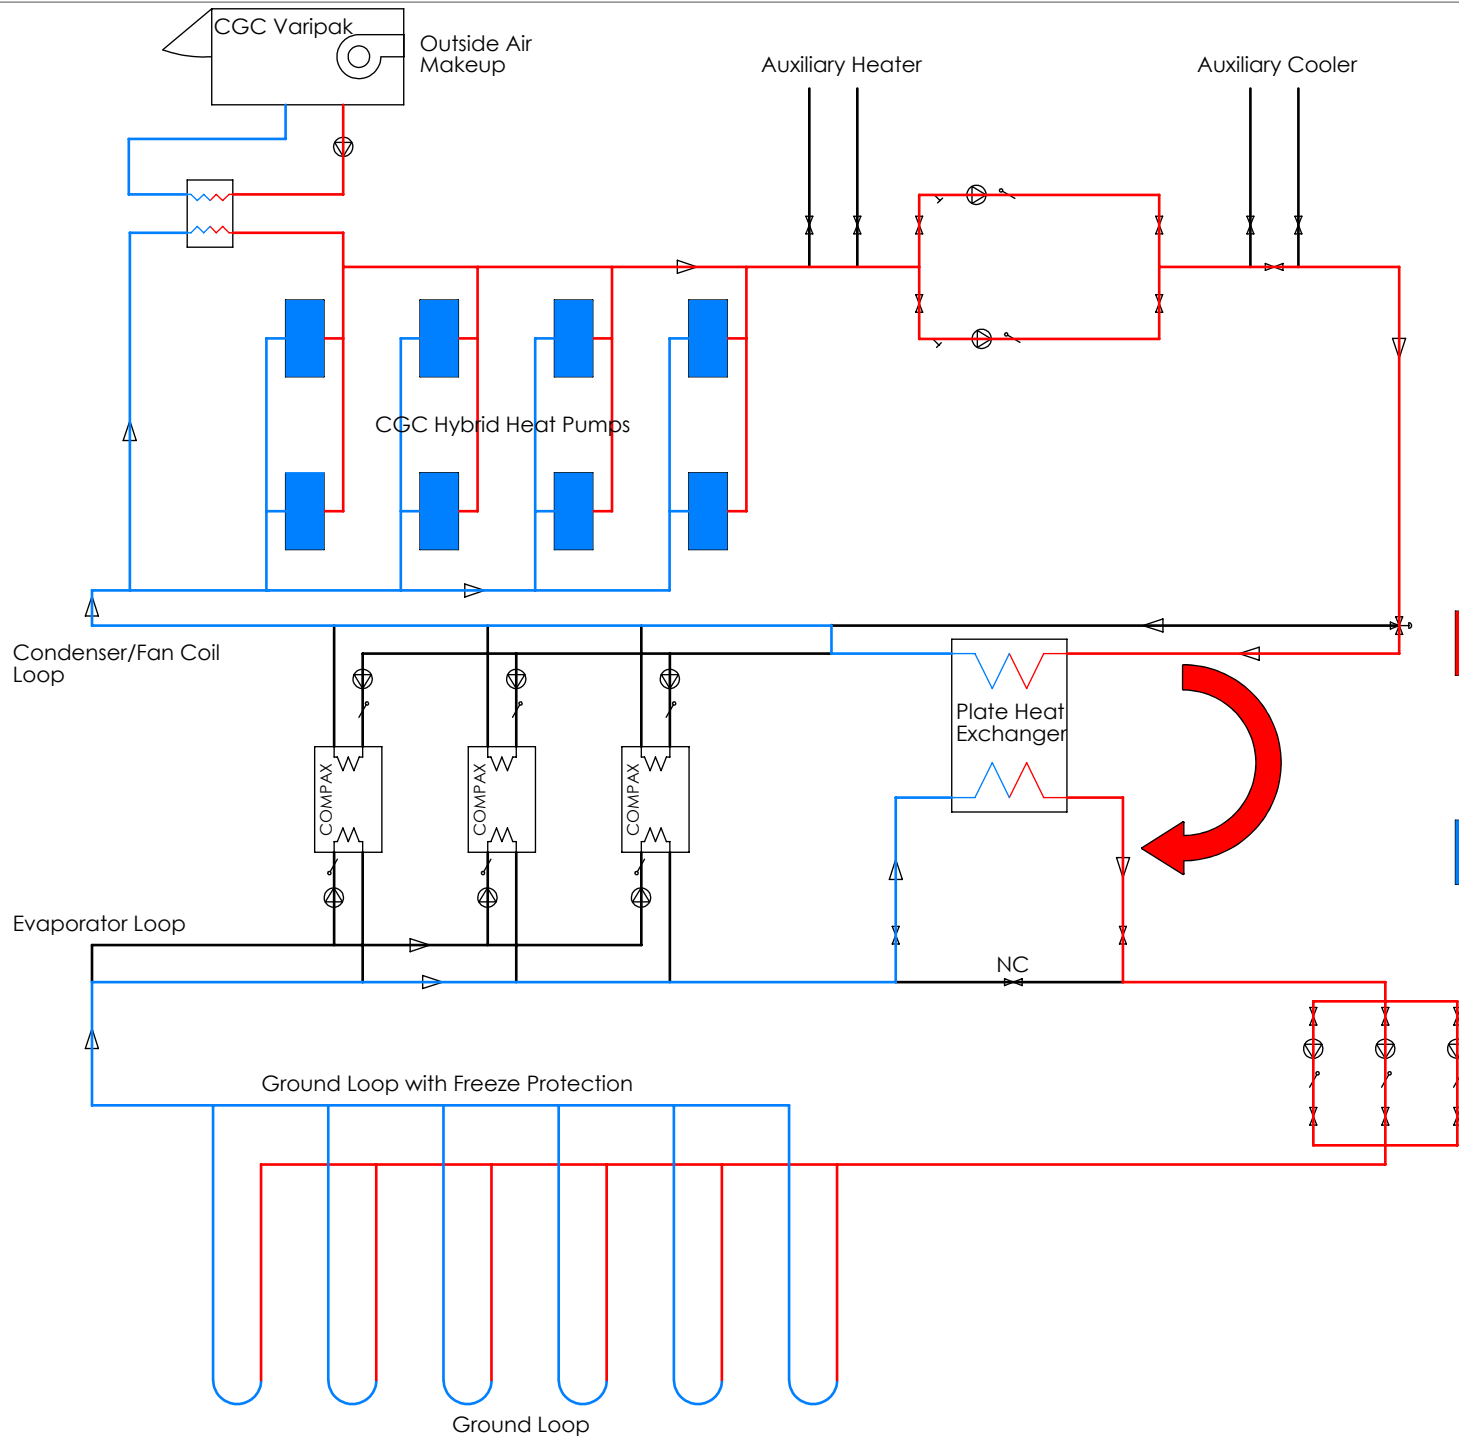 CGC Varipak
Outside Air
Makeup
Auxiliary Heater
Auxiliary Cooler
CGC Hybrid Heat Pumps
Condenser/Fan Coil
Loop
Plate Heat
Exchanger
COMPAX
COMPAX
COMPAX
Evaporator Loop
NC
Ground Loop with Freeze Protection
Ground Loop